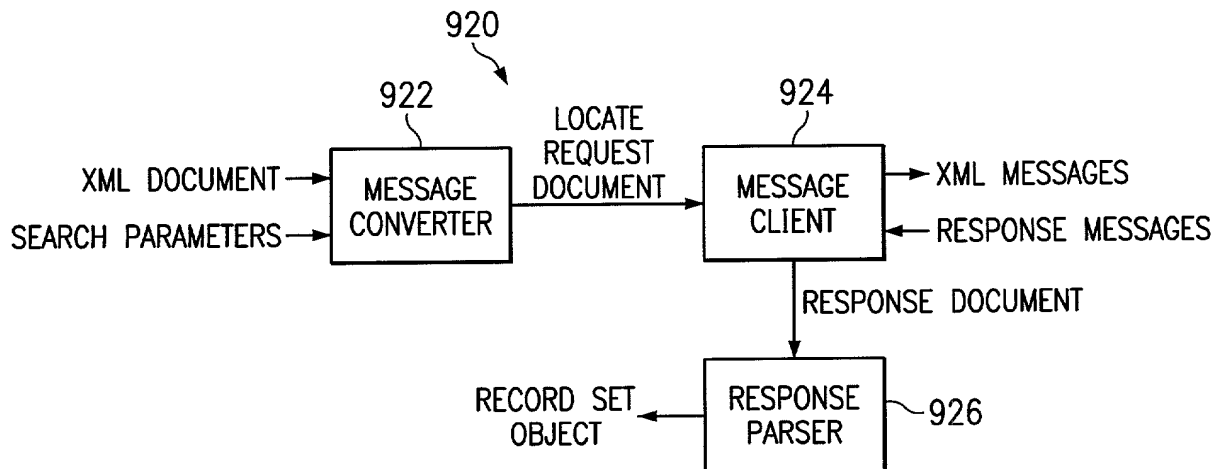 920
922
LOCATE
REQUEST
DOCUMENT
924
XML DOCUMENT
SEARCH PARAMETERS
MESSAGE
CONVERTER
MESSAGE
CLIENT
XML MESSAGES
RESPONSE MESSAGES
RESPONSE DOCUMENT
RECORD SET
OBJECT
RESPONSE
PARSER
926